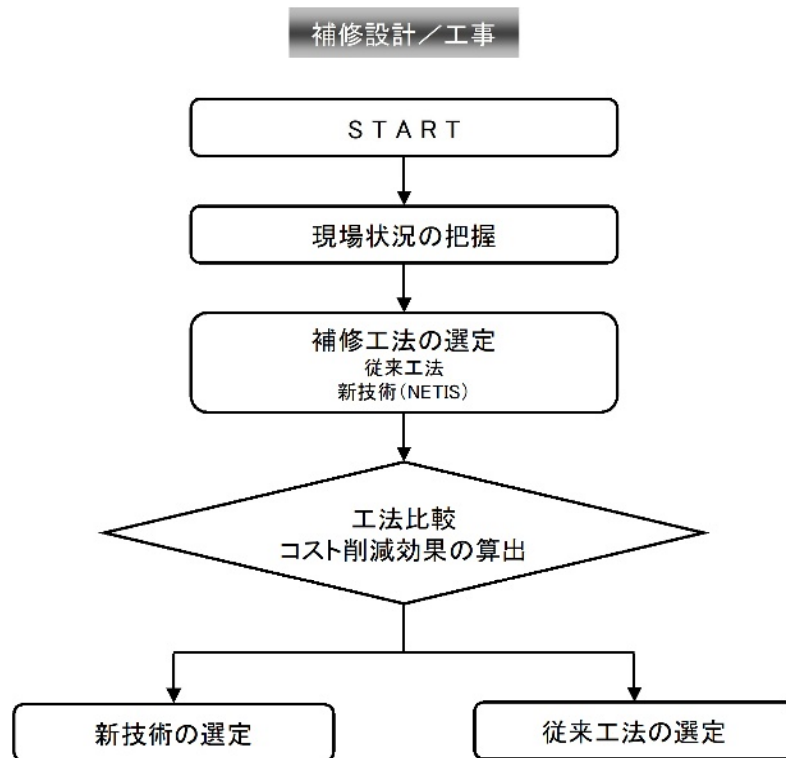 補修設計／工事
ＳＴＡＲＴ
現場状況の把握
補修工法の選定
従来工法
新技術(NETIS)
工法比較
コスト削減効果の算出
新技術の選定
従来工法の選定